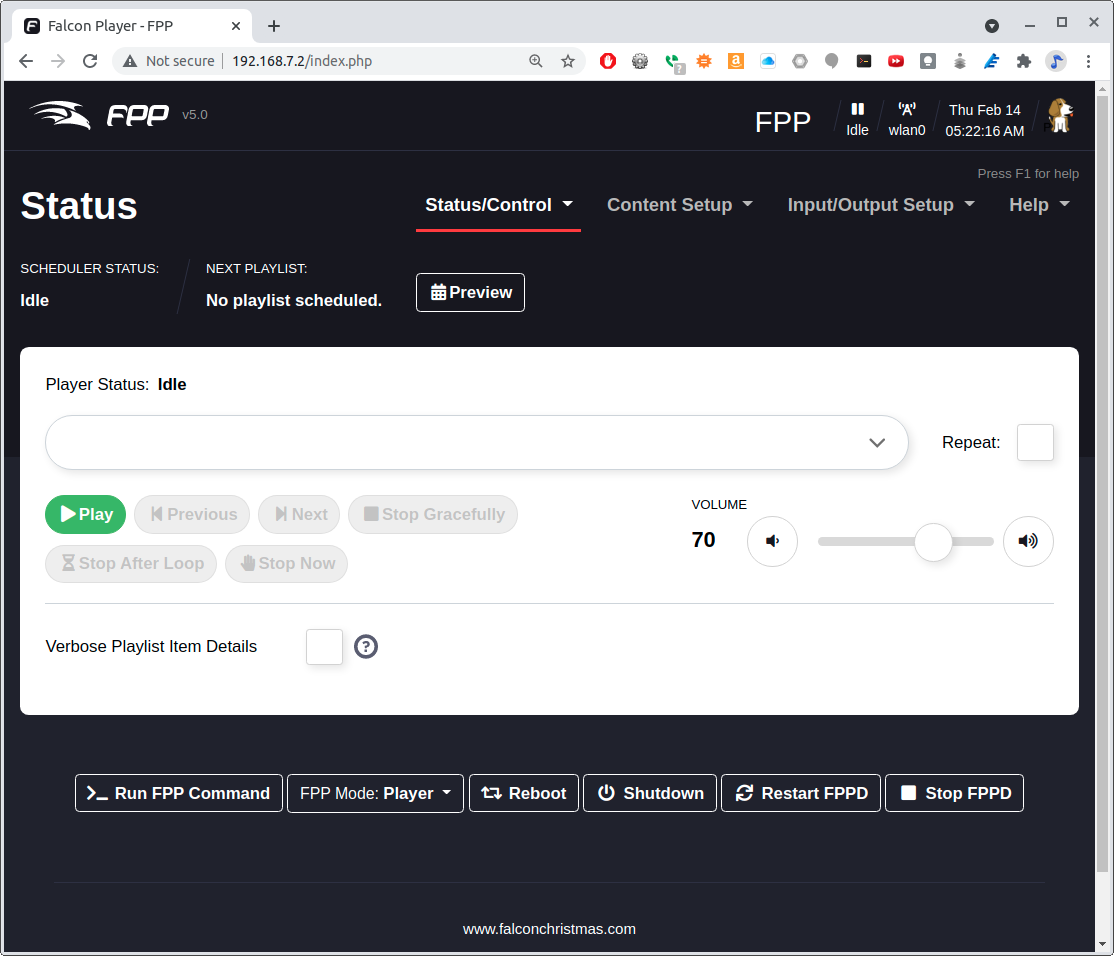 Falcon Player - FPP
Not secure 192.168.7.2/index.php
FPP v5.0
FPP
Idle
wlan0
Thu Feb 14
05:22:16 AM
Press F1 for help
Status
Status/Control
Content Setup
Input/Output Setup
Help
SCHEDULER STATUS:
Idle
NEXT PLAYLIST:
No playlist scheduled.
Preview
Player Status: Idle
Repeat:
Play
Previous
Next
Stop Gracefully
Stop After Loop
Stop Now
VOLUME
70
Verbose Playlist Item Details
?
Run FPP Command
FPP Mode: Player
Reboot
Shutdown
Restart FPPD
Stop FPPD
www.falconchristmas.com